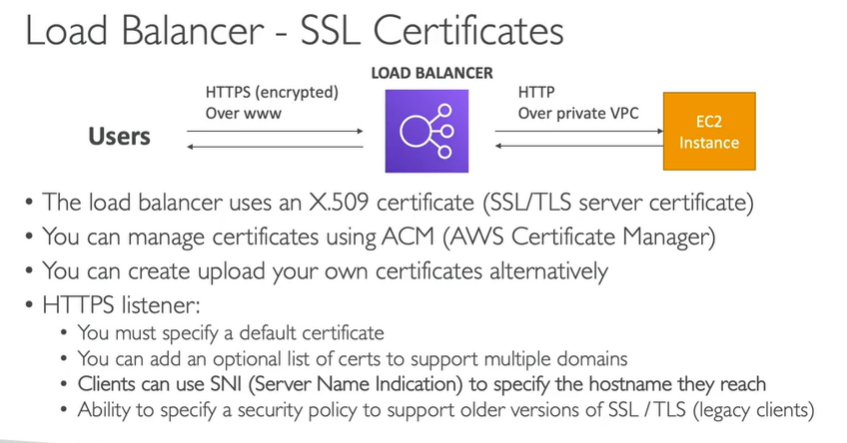 Load Balancer - SSL Certificates
LOAD BALANCER
HTTPS (encrypted)
Over www
HTTP
Over private VPC
Users
EC2
Instance
• The load balancer uses an X.509 certificate (SSL/TLS server certificate)
• You can manage certificates using ACM (AWS Certificate Manager)
• You can create upload your own certificates alternatively
• HTTPS listener:
• You must specify a default certificate
• You can add an optional list of certs to support multiple domains
• Clients can use SNI (Server Name Indication) to specify the hostname they reach
• Ability to specify a security policy to support older versions of SSL / TLS (legacy clients)